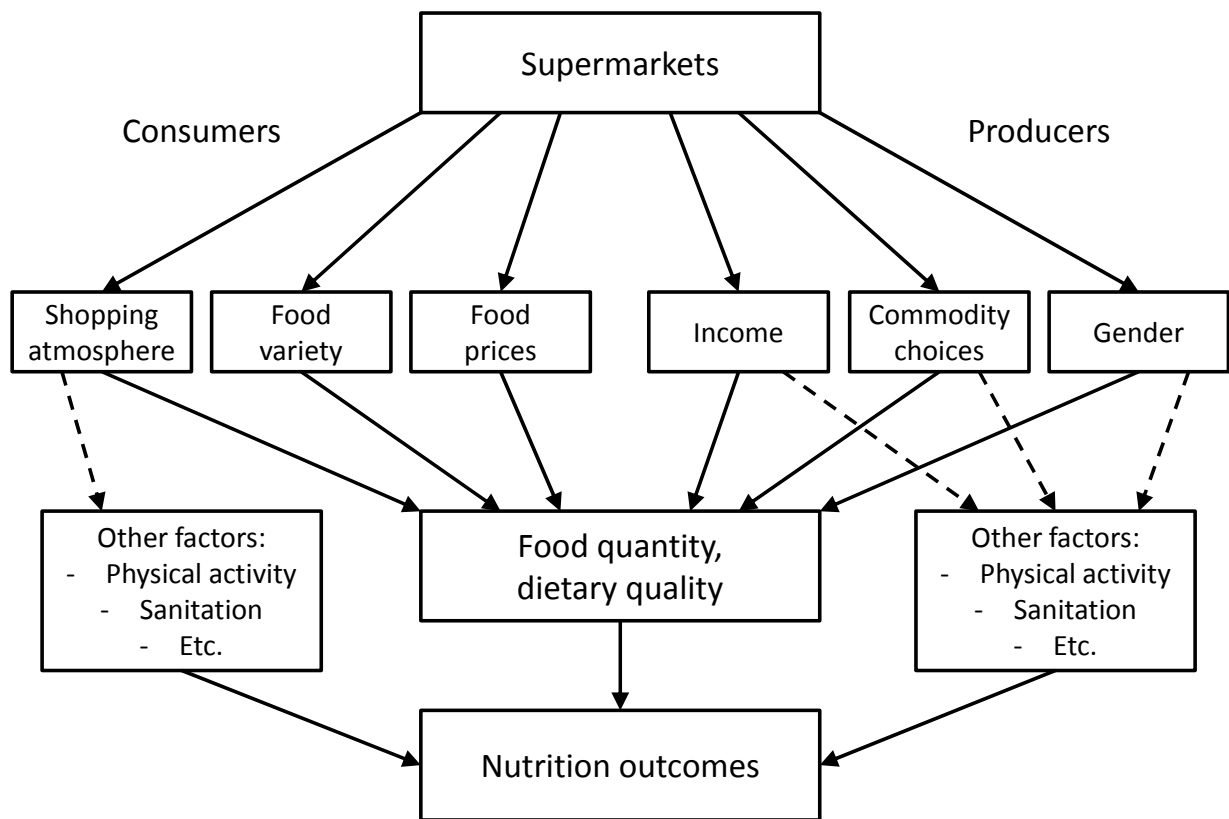 Supermarkets
Consumers
Producers
Shopping
atmosphere
Food
variety
Food
prices
Income
Commodity
choices
Gender
Other factors:
- Physical activity
- Sanitation
- Etc.
Food quantity,
dietary quality
Other factors:
- Physical activity
- Sanitation
- Etc.
Nutrition outcomes